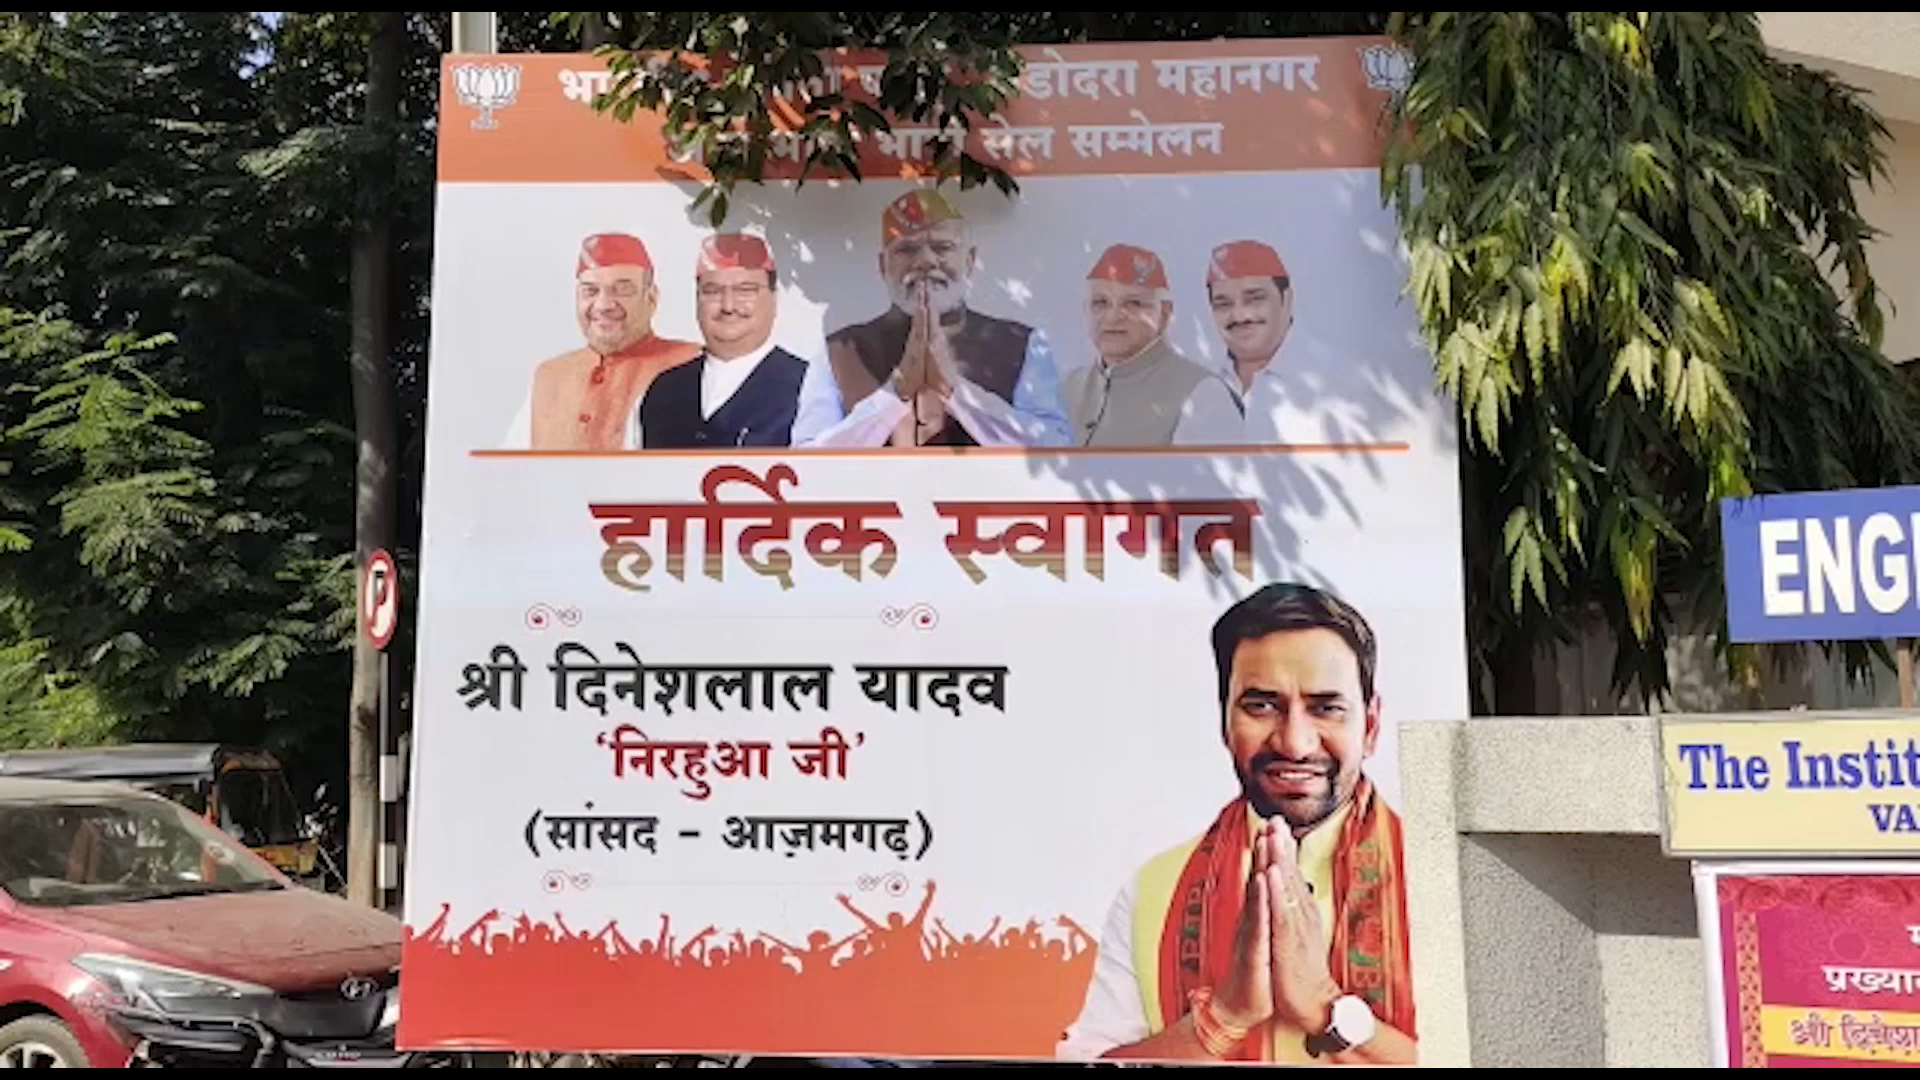 डोदरा महानगर
सेल सम्मेलन
हार्दिक स्वागत
श्री दिनेशलाल यादव
‘निरहुआ जी’
(सांसद - आज़मगढ़)
ENG
The Instit
VA
प्रख्या
श्री दिनेश